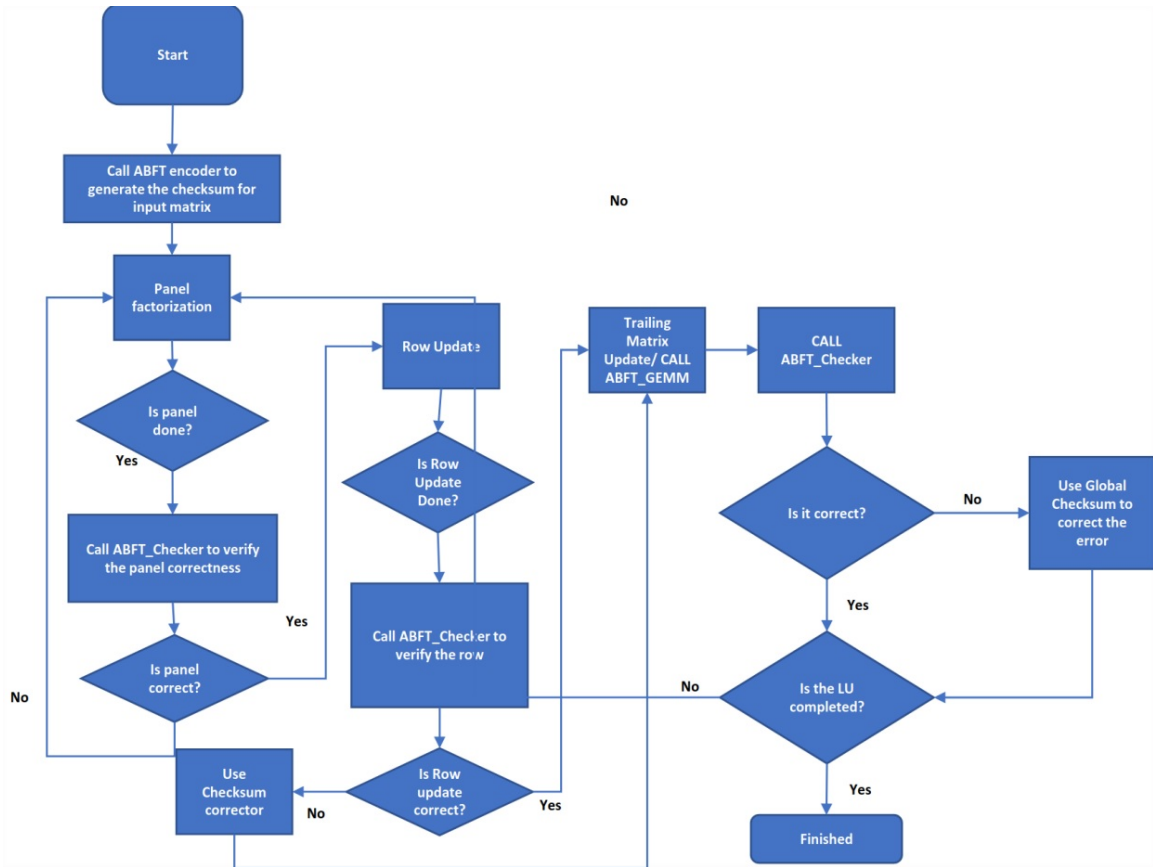 Start
Call ABFT encoder to
generate the checksum for
input matrix
No
Panel
factorization
Row Update
Trailing
Matrix
Update/ CALL
ABFT_GEMM
CALL
ABFT_Checker
Is panel
done?
Yes
Is Row
Update
Done?
Is it correct?
No
Use Global
Checksum to
correct the
error
Call ABFT_Checker to verify
the panel correctness
Yes
Yes
Call ABFT_Checker to
verify the row
Is panel
correct?
No
No
Is the LU
completed?
Use
Checksum
corrector
No
Is Row
update
correct?
Yes
Yes
Finished